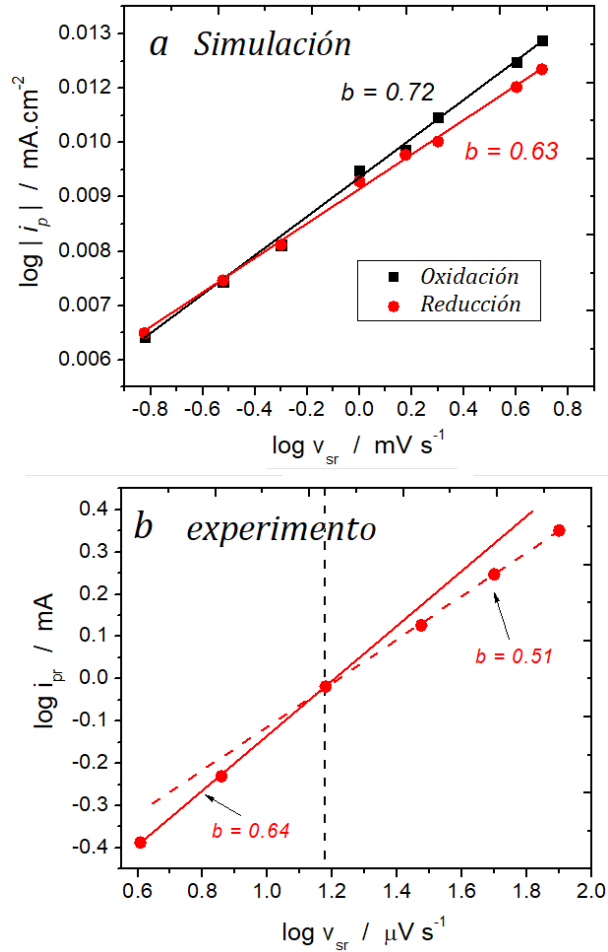 a Simulación
0.013
0.012
0.010
0.009
0.008
0.007
0.006
b = 0.72
b = 0.63
Oxidación
Reducción
-0.8 -0.6 -0.4 -0.2 0.0 0.2 0.4 0.6 0.8
log | i_p | / mA.cm⁻²
log v_sr / mV s⁻¹
b experimento
0.4
0.4
0.3
0.2
0.1
0.0
-0.1
-0.2
-0.3
-0.4
b = 0.51
b = 0.64
0.6 0.8 1.0 1.2 1.4 1.6 1.8 2.0
log i_pr / mA
log v_sr / μV s⁻¹